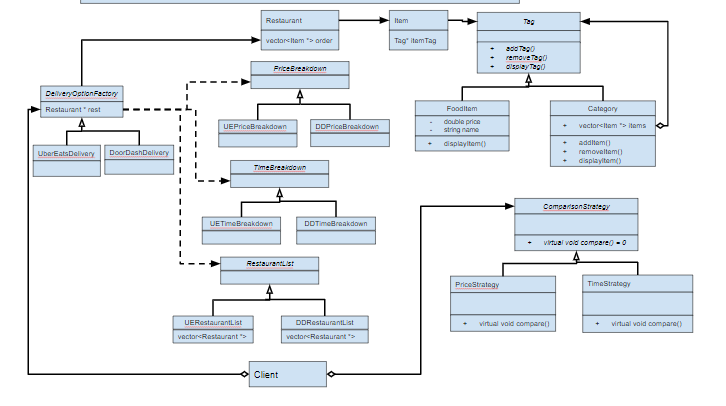 Restaurant
vector<Item *> order
Item
Tag* itemTag
Tag
+ addTag()
+ removeTag()
+ displayTag()
DeliveryOptionFactory
Restaurant * rest
PriceBreakdown
UEPriceBreakdown
DDPriceBreakdown
FoodItem
- double price
- string name
+ displayItem()
Category
+ vector<Item *> items
+ addItem()
+ removeItem()
+ displayItem()
UberEatsDelivery
DoorDashDelivery
TimeBreakdown
UETimeBreakdown
DDTimeBreakdown
ComparisonStrategy
+ virtual void compare() = 0
RestaurantList
UERestaurantList
vector<Restaurant *>
DDRestaurantList
vector<Restaurant *>
PriceStrategy
+ virtual void compare()
TimeStrategy
+ virtual void compare()
Client